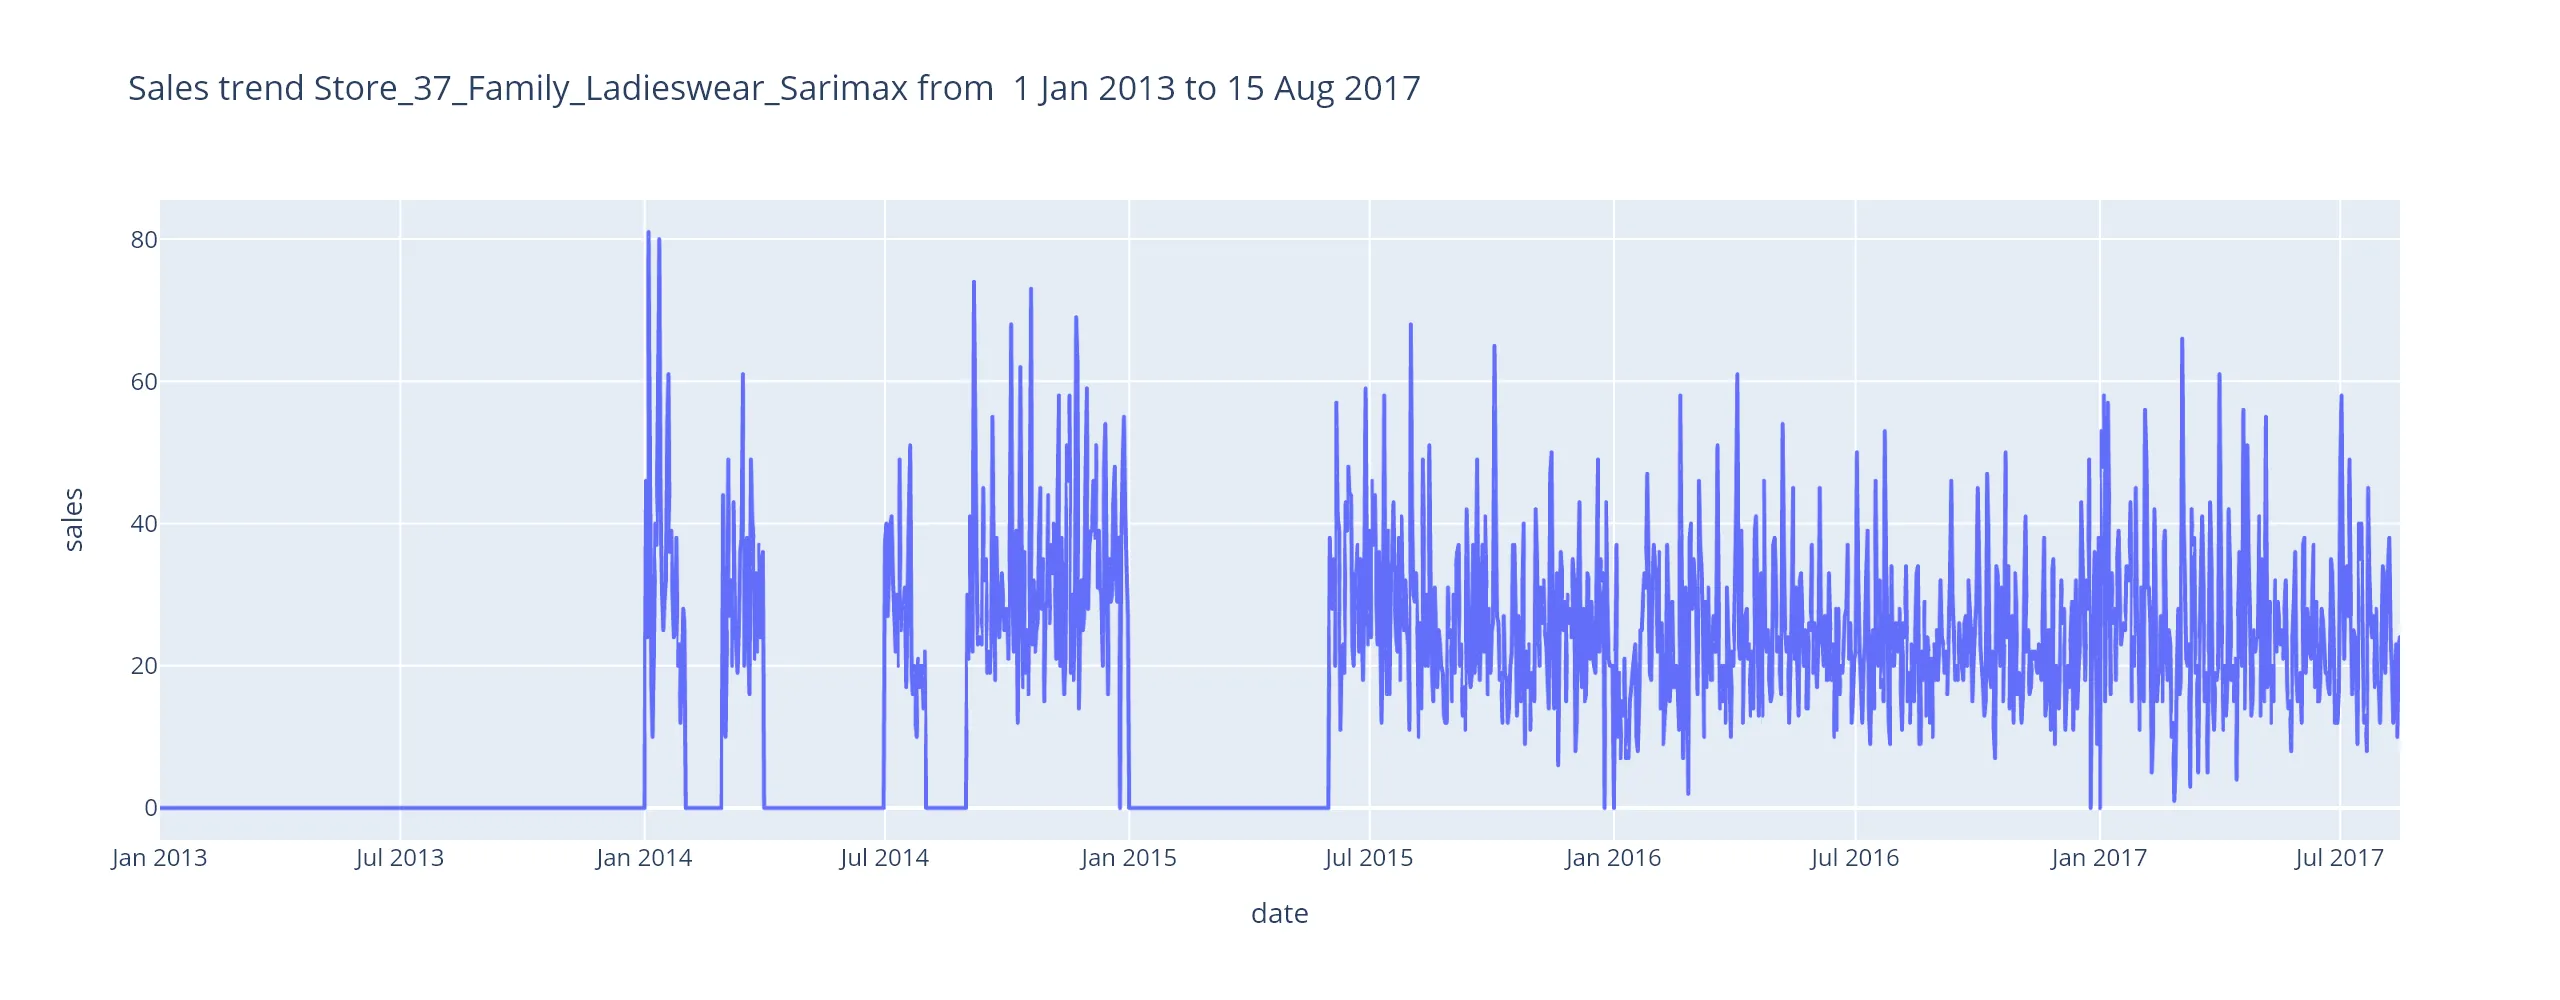 Sales trend Store_37_Family_Ladieswear_Sarimax from  1 Jan 2013 to 15 Aug 2017
80
60
40
20
0
sales
Jan 2013 Jul 2013 Jan 2014 Jul 2014 Jan 2015 Jul 2015 Jan 2016 Jul 2016 Jan 2017 Jul 2017
date